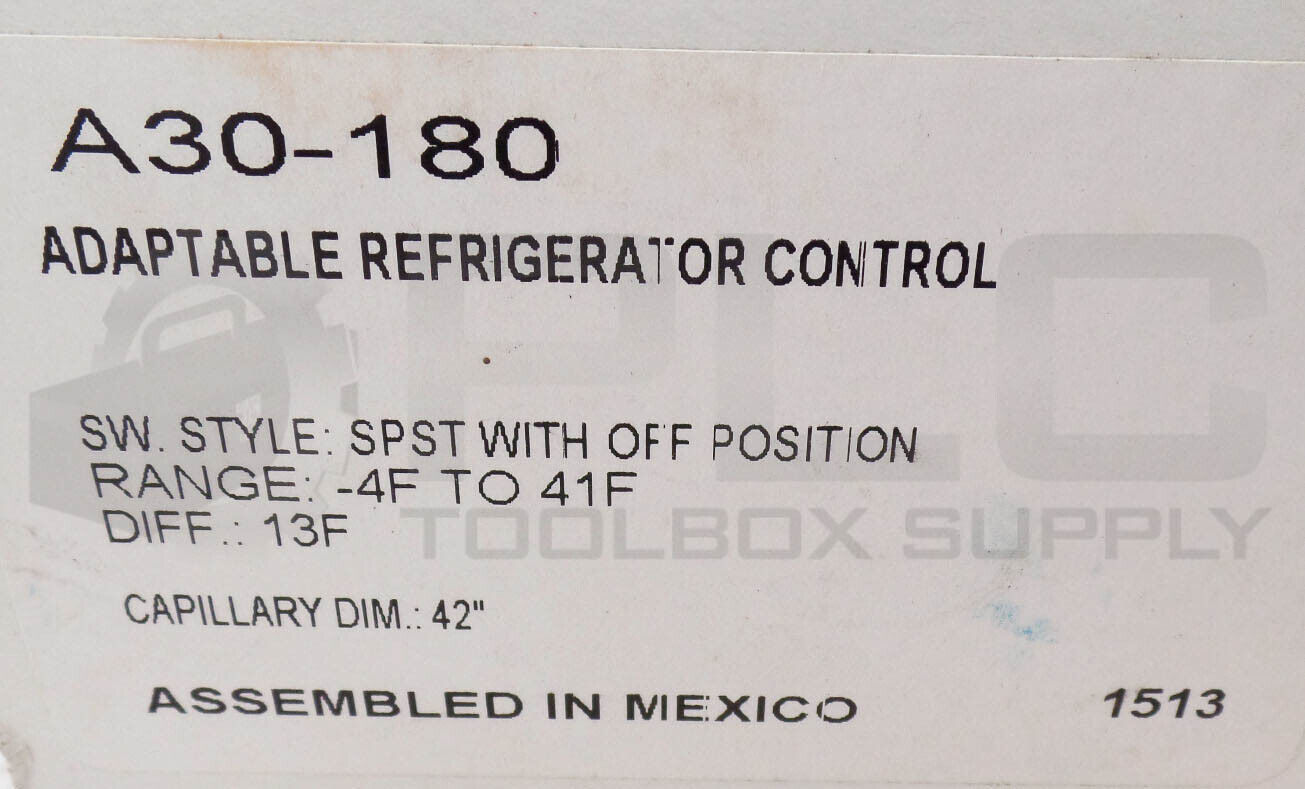 A30-180
ADAPTABLE REFRIGERATOR CONTROL
PLC
SW. STYLE: SPST WITH OFF POSITION
RANGE: -4F TO 41F
DIFF.: 13F
TOOLBOX SUPPLY
CAPILLARY DIM.: 42"
ASSEMBLED IN MEXICO 1513